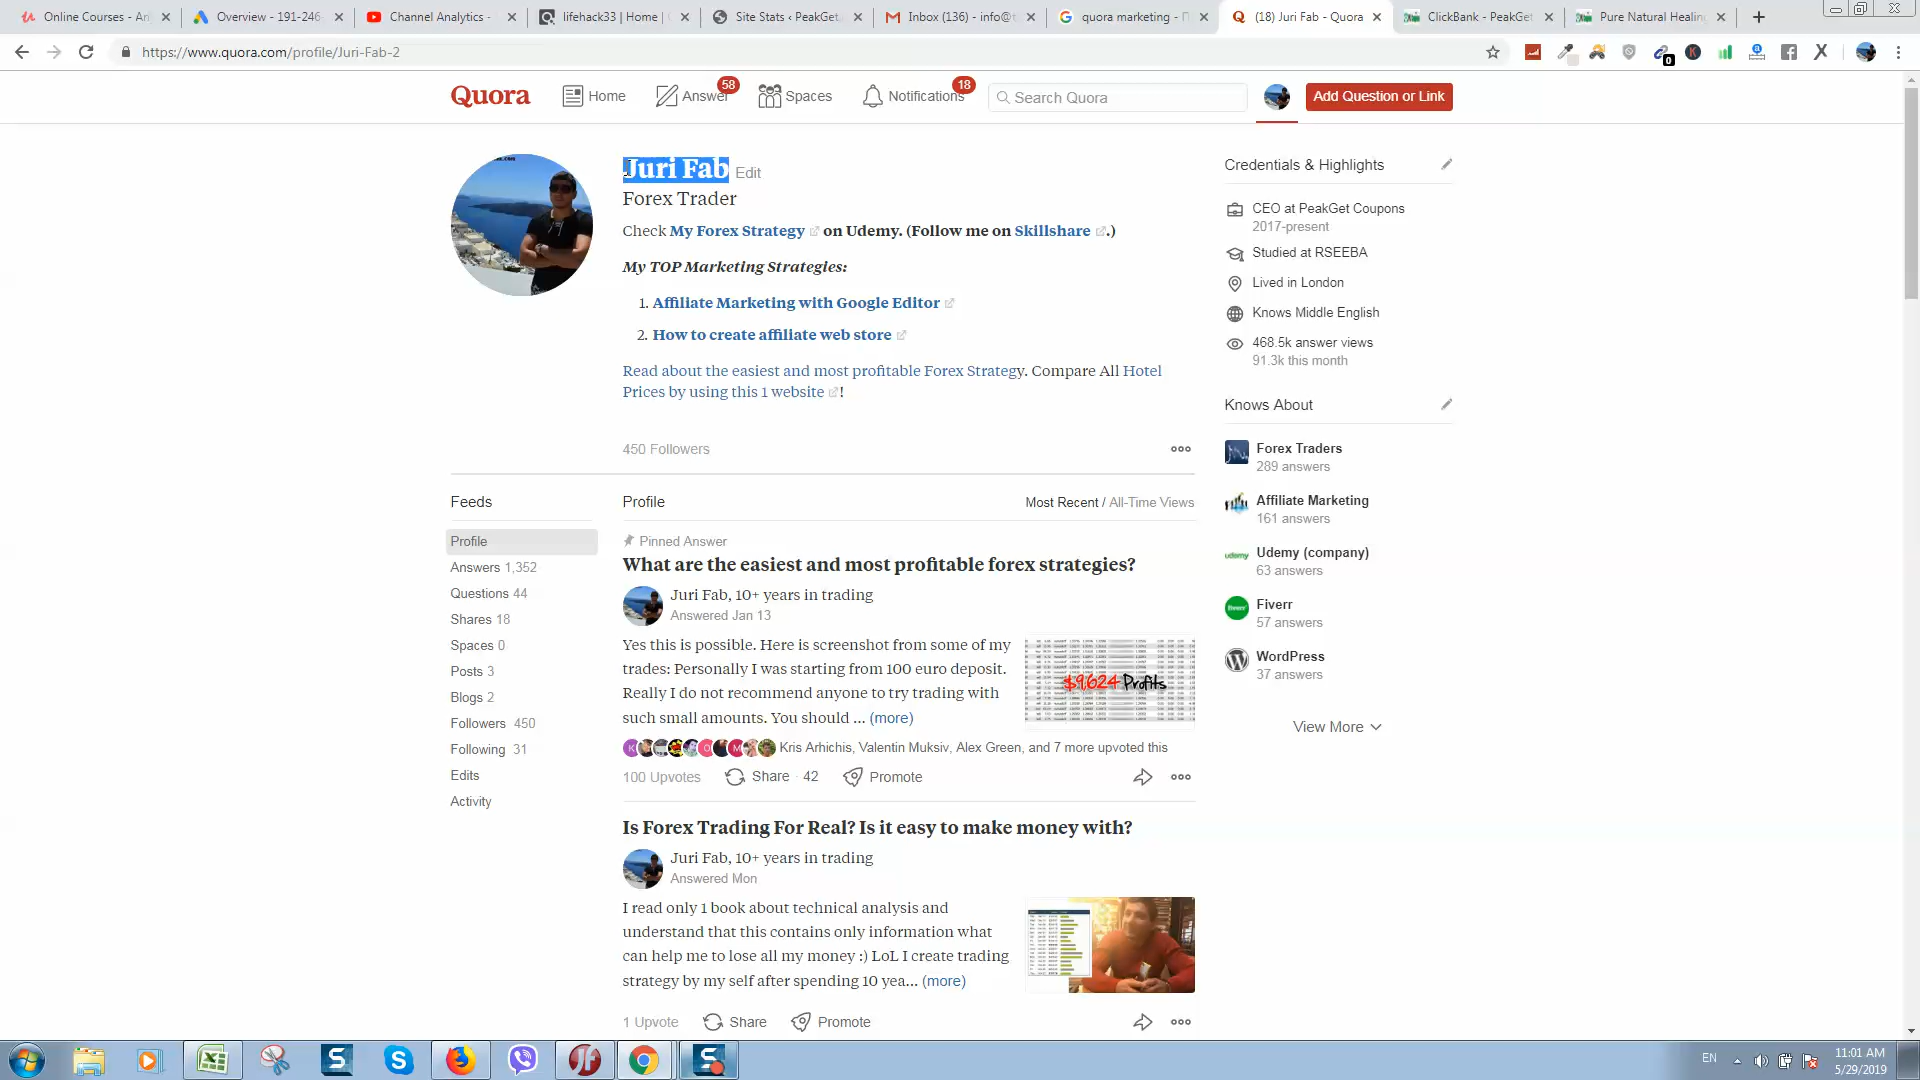 Online Courses - An
Overview - 191-246
Channel Analytics -
lifehack33 | Home |
Site Stats ‹ PeakGet
Inbox (136) - info@t
quora marketing - П
(18) Juri Fab - Quora
ClickBank - PeakGet
Pure Natural Healin
https://www.quora.com/profile/Juri-Fab-2
0
Quora
Home
Answer
58
Spaces
Notifications
18
Search Quora
Add Question or Link
Juri Fab
Edit
Forex Trader
Check My Forex Strategy on Udemy. (Follow me on Skillshare .)
My TOP Marketing Strategies:
1. Affiliate Marketing with Google Editor
2. How to create affiliate web store
Read about the easiest and most profitable Forex Strategy. Compare All Hotel
Prices by using this 1 website !
450 Followers
Credentials & Highlights
CEO at PeakGet Coupons
2017-present
Studied at RSEEBA
Lived in London
Knows Middle English
468.5k answer views
91.3k this month
Knows About
Forex Traders
289 answers
Affiliate Marketing
161 answers
udemy
Udemy (company)
63 answers
fiverr
Fiverr
57 answers
WordPress
37 answers
View More
Feeds
Profile
Answers 1,352
Questions 44
Shares 18
Spaces 0
Posts 3
Blogs 2
Followers 450
Following 31
Edits
Activity
Profile
Most Recent / All-Time Views
Pinned Answer
What are the easiest and most profitable forex strategies?
Juri Fab, 10+ years in trading
Answered Jan 13
Yes this is possible. Here is screenshot from some of my
trades: Personally I was starting from 100 euro deposit.
Really I do not recommend anyone to try trading with
such small amounts. You should ... (more)
$9,624 Profits
Kris Arhichis, Valentin Muksiv, Alex Green, and 7 more upvoted this
100 Upvotes
Share · 42
Promote
Is Forex Trading For Real? Is it easy to make money with?
Juri Fab, 10+ years in trading
Answered Mon
I read only 1 book about technical analysis and
understand that this contains only information what
can help me to lose all my money :) LoL I create trading
strategy by my self after spending 10 yea... (more)
1 Upvote
Share
Promote
EN
11:01 AM
5/29/2019